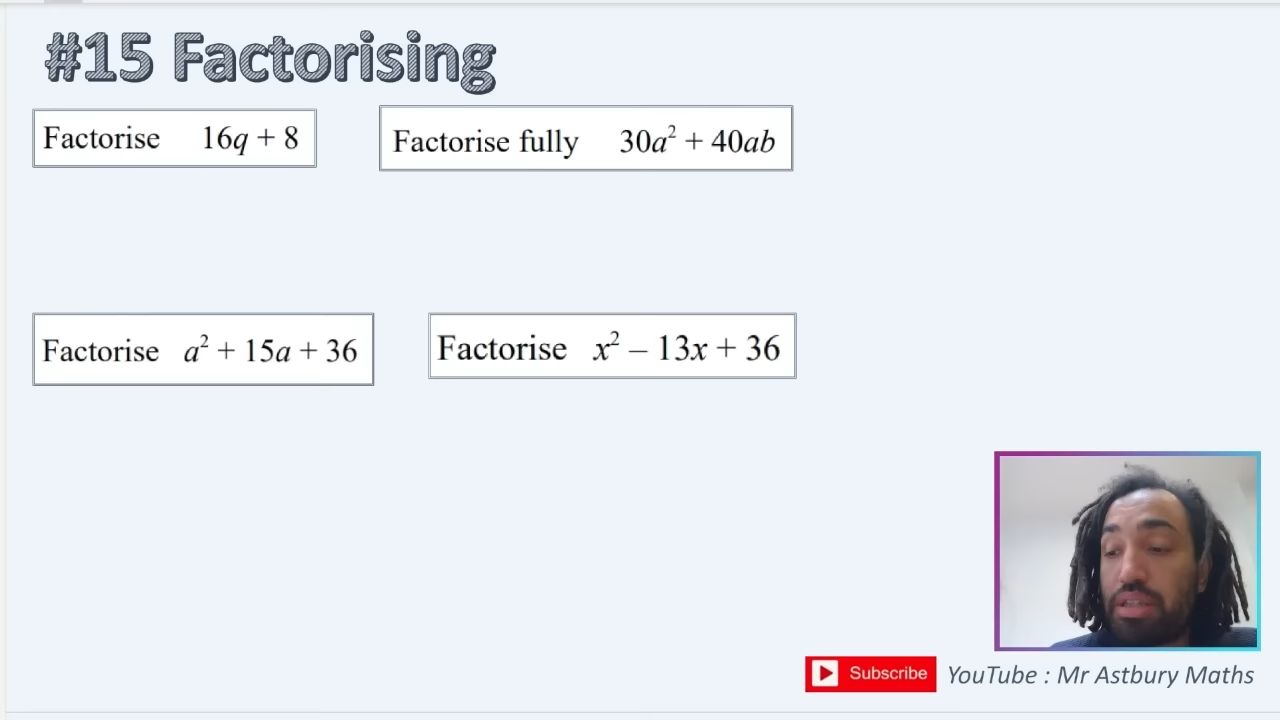 #15 Factorising
Factorise 16q + 8
Factorise fully 30a² + 40ab
Factorise a² + 15a + 36
Factorise x² – 13x + 36
Subscribe YouTube : Mr Astbury Maths